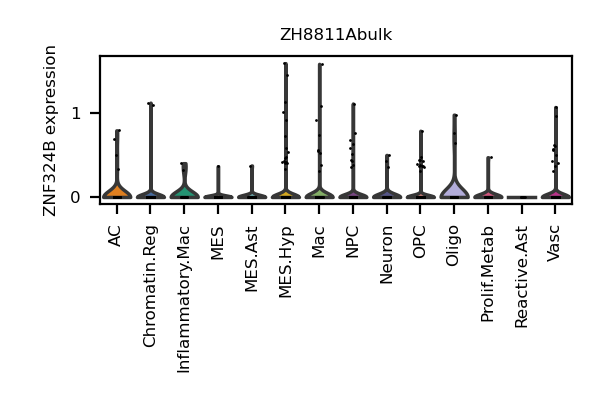 ZH8811Abulk
ZNF324B expression
1
0
AC
Chromatin.Reg
Inflammatory.Mac
MES
MES.Ast
MES.Hyp
Mac
NPC
Neuron
OPC
Oligo
Prolif.Metab
Reactive.Ast
Vasc